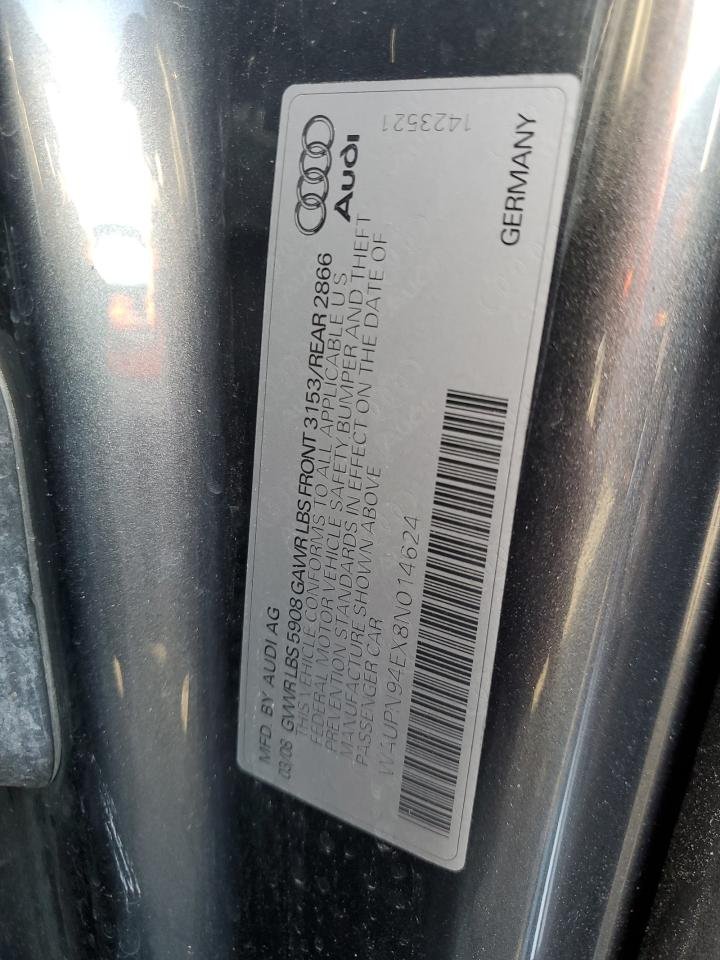 MFD. BY AUDI AG
03/08 GVWR LBS 5908 GAWR LBS FRONT 3153/REAR 2866
THIS VEHICLE CONFORMS TO ALL APPLICABLE U S
FEDERAL MOTOR VEHICLE SAFETY, BUMPER AND THEFT
PREVENTION STANDARDS IN EFFECT ON THE DATE OF
MANUFACTURE SHOWN ABOVE
PASSENGER CAR
WAUPN94EX8N014624
Audi
1423521
GERMANY